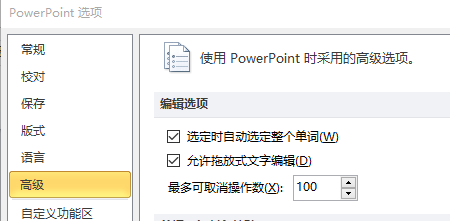 PowerPoint 选项
常规
校对
保存
版式
语言
高级
自定义功能区
使用 PowerPoint 时采用的高级选项。
编辑选项
选定时自动选定整个单词(W)
允许拖放式文字编辑(D)
最多可取消操作数(X): 100